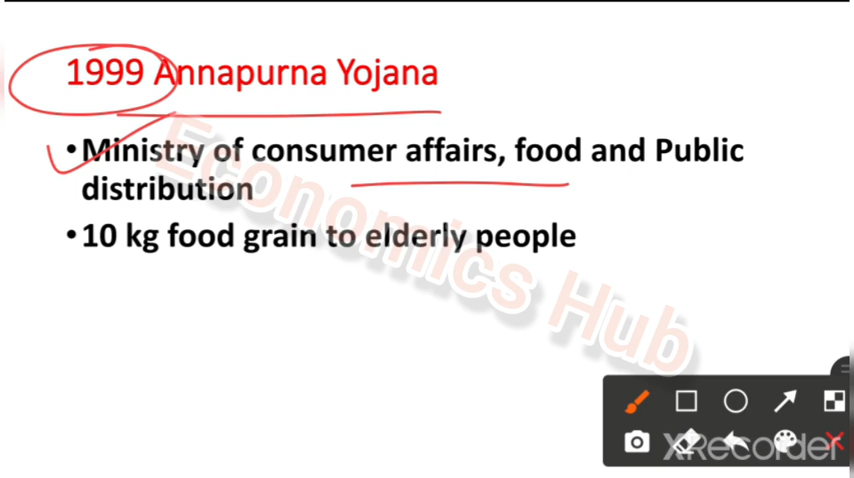 1999 Annapurna Yojana
•Ministry of consumer affairs, food and Public
distribution
•10 kg food grain to elderly people
Economics Hub
XRecorder